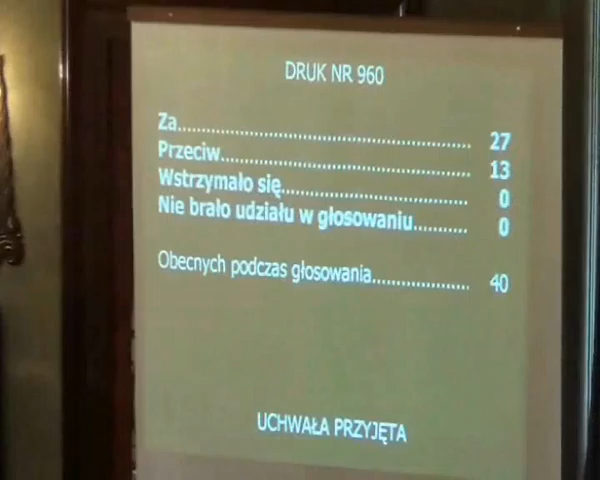 DRUK NR 960
Za.................................................... 27
Przeciw............................................. 13
Wstrzymało się................................. 0
Nie brało udziału w głosowaniu.......... 0
Obecnych podczas głosowania.................. 40
UCHWAŁA PRZYJĘTA